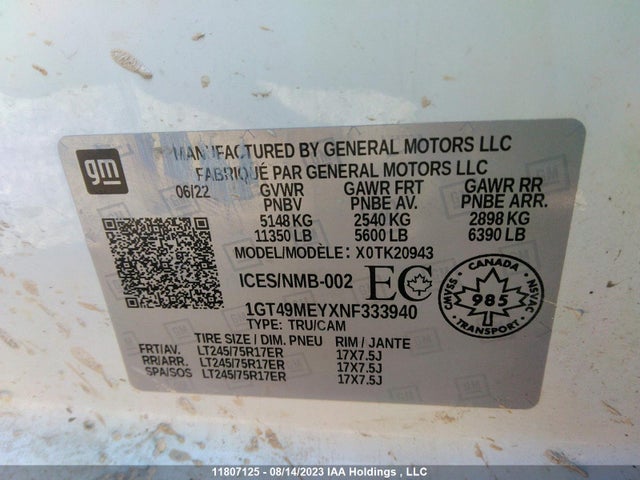 gm
MANUFACTURED BY GENERAL MOTORS LLC
FABRIQUÉ PAR GENERAL MOTORS LLC
06/22 GVWR GAWR FRT GAWR RR
PNBV PNBE AV. PNBE ARR.
5148 KG 2540 KG 2898 KG
11350 LB 5600 LB 6390 LB
MODEL/MODÈLE: X0TK20943
ICES/NMB-002 EC
CANADA
985
CMVSS
NSVAC
1GT49MEYXNF333940
TYPE: TRU/CAM
TIRE SIZE / DIM. PNEU RIM / JANTE
FRT/AV. LT245/75R17ER 17X7.5J
RR/ARR. LT245/75R17ER 17X7.5J
SPA/SOS LT245/75R17ER 17X7.5J
11807125 - 08/14/2023 IAA Holdings , LLC